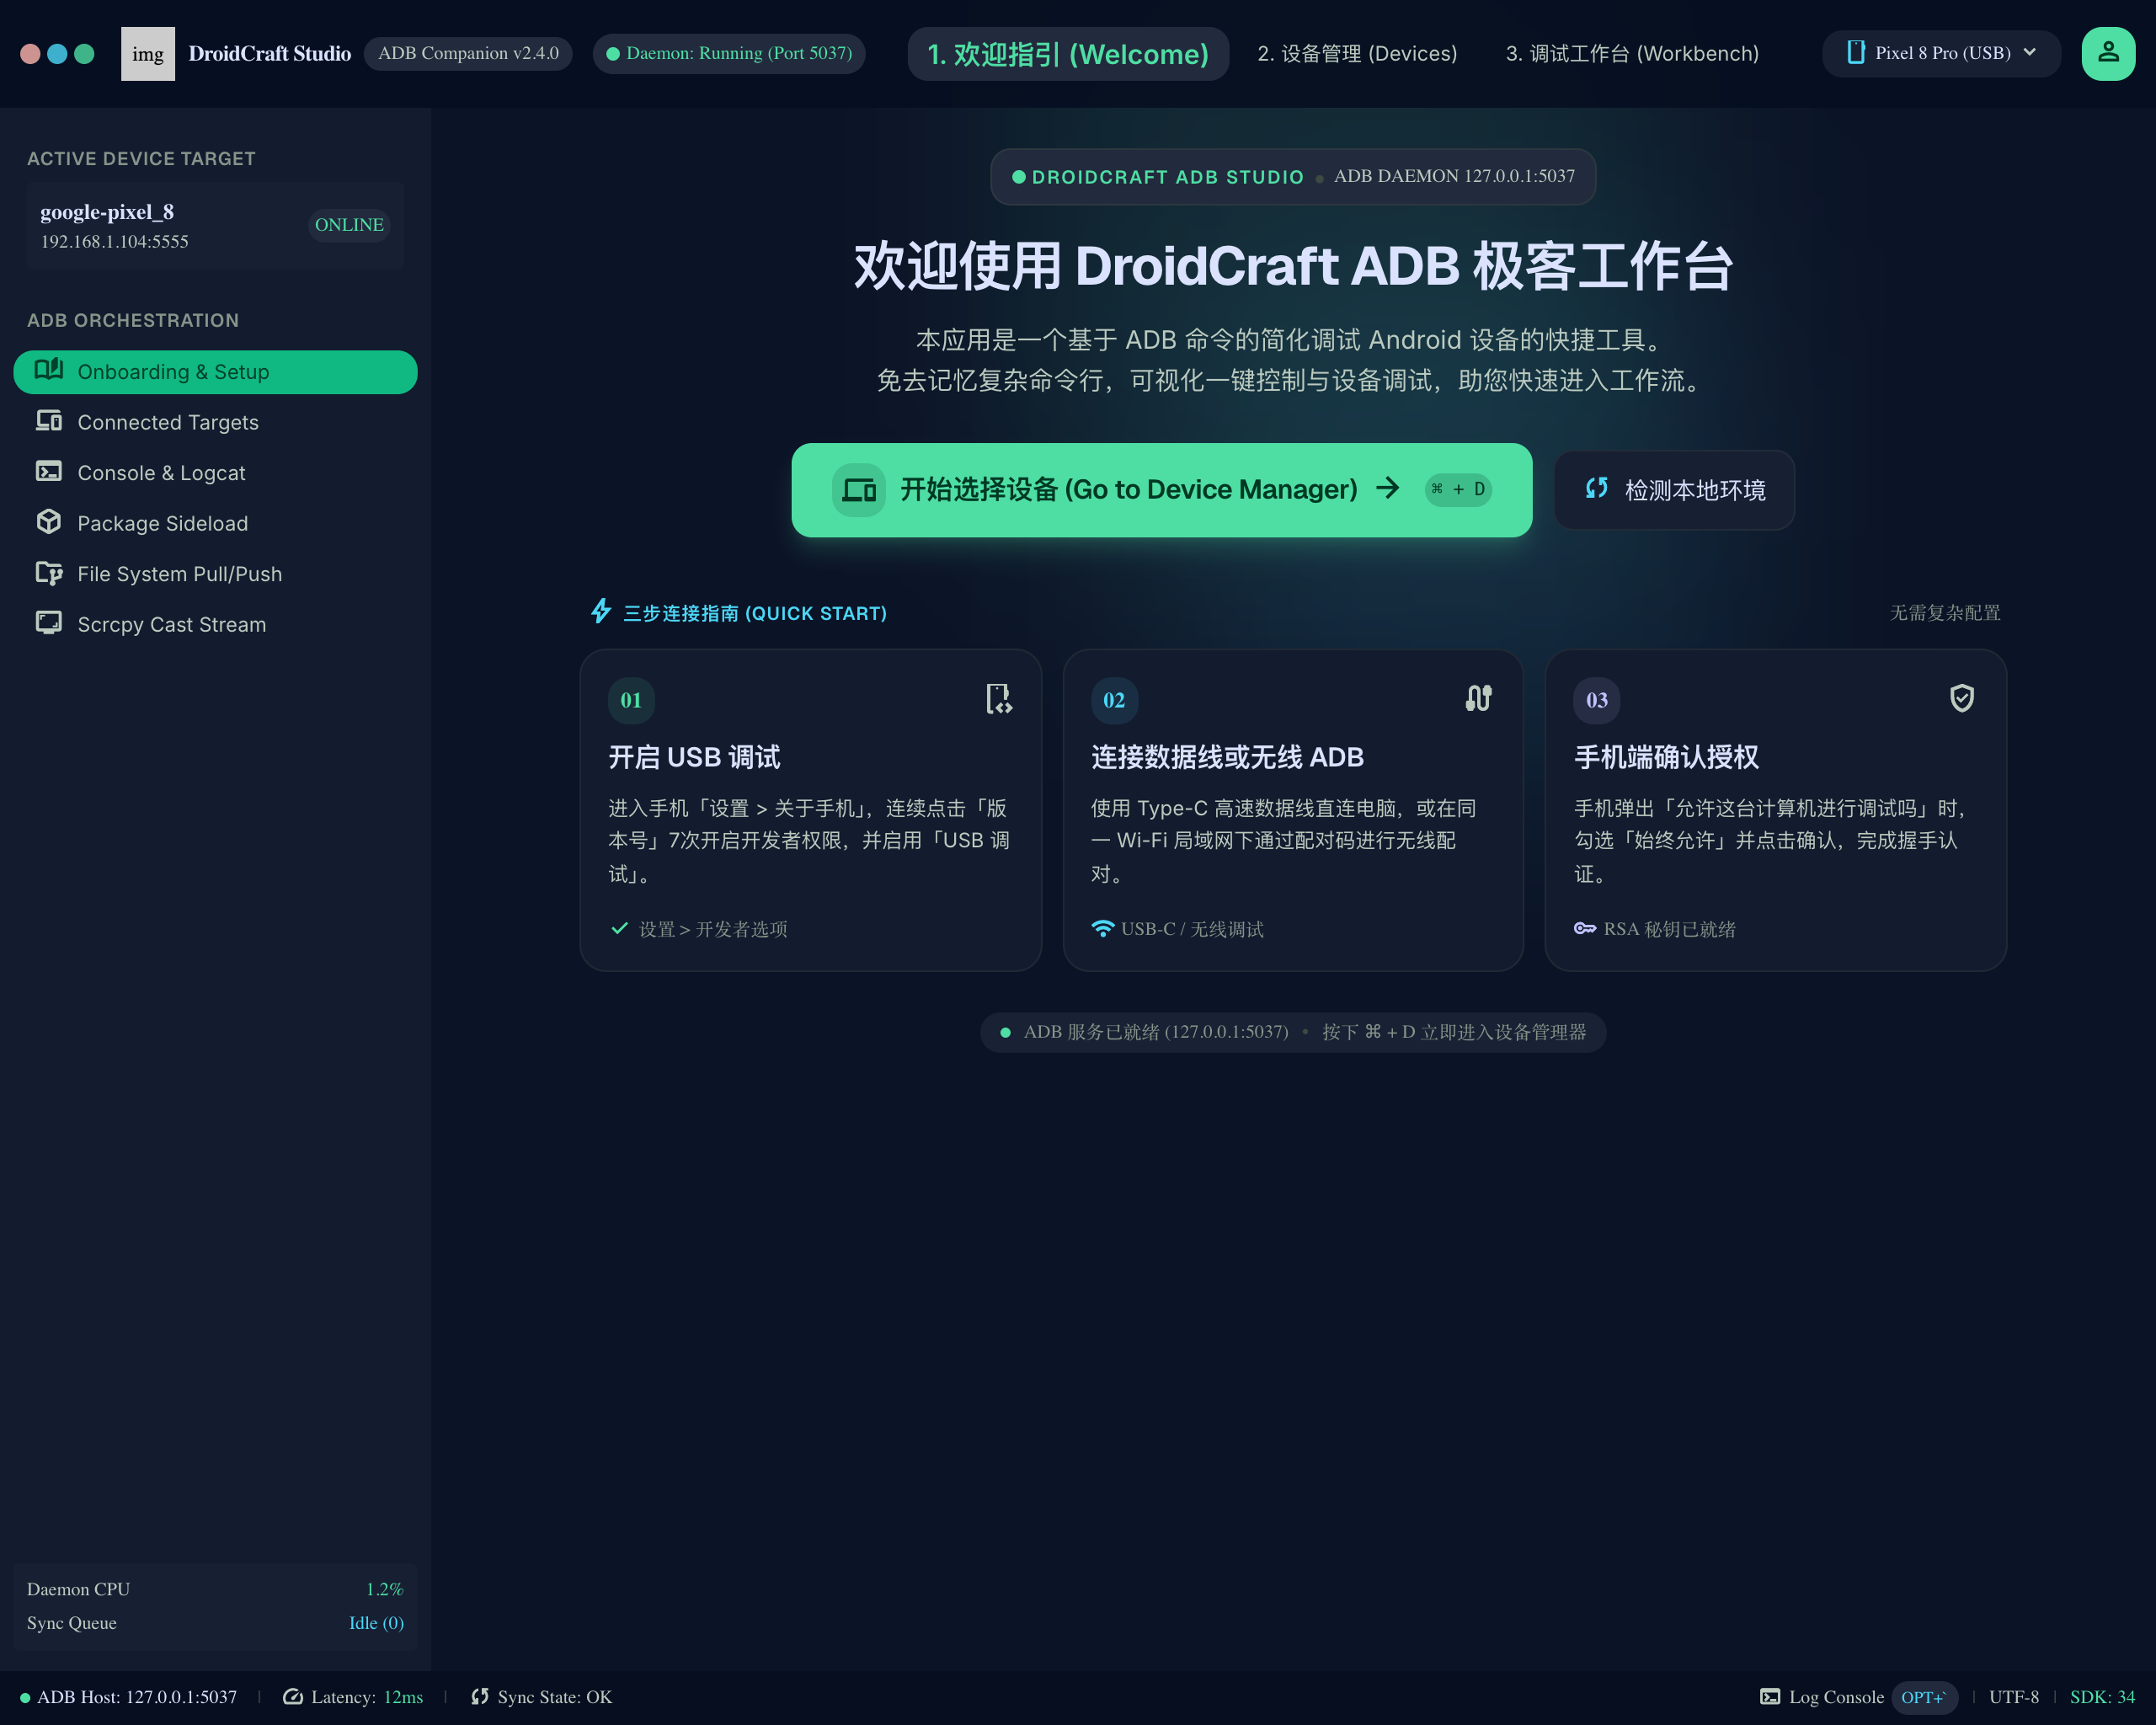 img
DroidCraft Studio
ADB Companion v2.4.0
Daemon: Running (Port 5037)
1. 欢迎指引 (Welcome)
2. 设备管理 (Devices)
3. 调试工作台 (Workbench)
Pixel 8 Pro (USB)
ACTIVE DEVICE TARGET
google-pixel_8
192.168.1.104:5555
ONLINE
ADB ORCHESTRATION
Onboarding & Setup
Connected Targets
Console & Logcat
Package Sideload
File System Pull/Push
Scrcpy Cast Stream
Daemon CPU
1.2%
Sync Queue
Idle (0)
DROIDCRAFT ADB STUDIO
ADB DAEMON 127.0.0.1:5037
欢迎使用 DroidCraft ADB 极客工作台
本应用是一个基于 ADB 命令的简化调试 Android 设备的快捷工具。
免去记忆复杂命令行，可视化一键控制与设备调试，助您快速进入工作流。
开始选择设备 (Go to Device Manager)
⌘ + D
检测本地环境
三步连接指南 (QUICK START)
无需复杂配置
01
开启 USB 调试
进入手机「设置 > 关于手机」，连续点击「版
本号」7次开启开发者权限，并启用「USB 调
试」。
设置 > 开发者选项
02
连接数据线或无线 ADB
使用 Type-C 高速数据线直连电脑，或在同
一 Wi-Fi 局域网下通过配对码进行无线配
对。
USB-C / 无线调试
03
手机端确认授权
手机弹出「允许这台计算机进行调试吗」时，
勾选「始终允许」并点击确认，完成握手认
证。
RSA 秘钥已就绪
ADB 服务已就绪 (127.0.0.1:5037) • 按下 ⌘ + D 立即进入设备管理器
ADB Host: 127.0.0.1:5037
Latency: 12ms
Sync State: OK
Log Console
OPT+`
UTF-8
SDK: 34